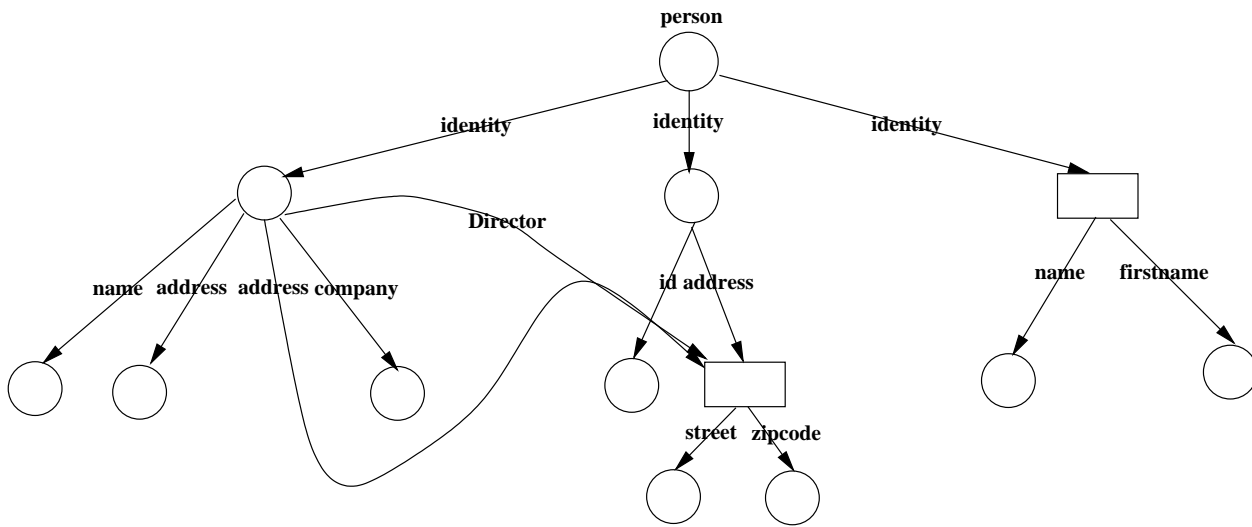 person
identity
identity
identity
Director
name
address
address
company
id
address
name
firstname
street
zipcode